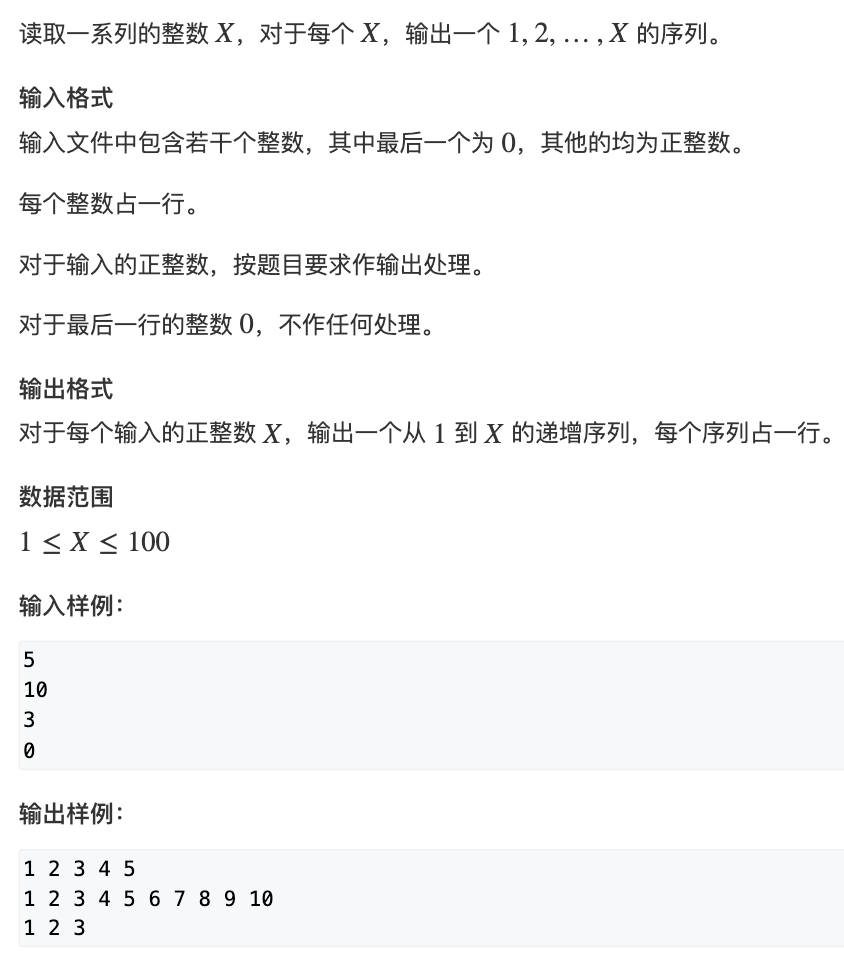 读取一系列的整数 X，对于每个 X，输出一个 1, 2, … , X 的序列。
输入格式
输入文件中包含若干个整数，其中最后一个为 0，其他的均为正整数。
每个整数占一行。
对于输入的正整数，按题目要求作输出处理。
对于最后一行的整数 0，不作任何处理。
输出格式
对于每个输入的正整数 X，输出一个从 1 到 X 的递增序列，每个序列占一行。
数据范围
1 ≤ X ≤ 100
输入样例：
5
10
3
0
输出样例：
1 2 3 4 5
1 2 3 4 5 6 7 8 9 10
1 2 3